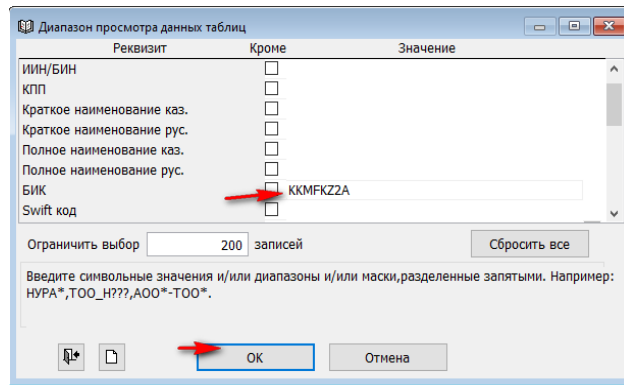 Диапазон просмотра данных таблиц
Реквизит Кроме Значение
ИИН/БИН
КПП
Краткое наименование каз.
Краткое наименование рус.
Полное наименование каз.
Полное наименование рус.
БИК KKMFKZ2A
Swift код
Ограничить выбор 200 записей Сбросить все
Введите символьные значения и/или диапазоны и/или маски,разделенные запятыми. Например:
НУРА*,ТОО_Н???,АОО*-ТОО*.
ОК Отмена